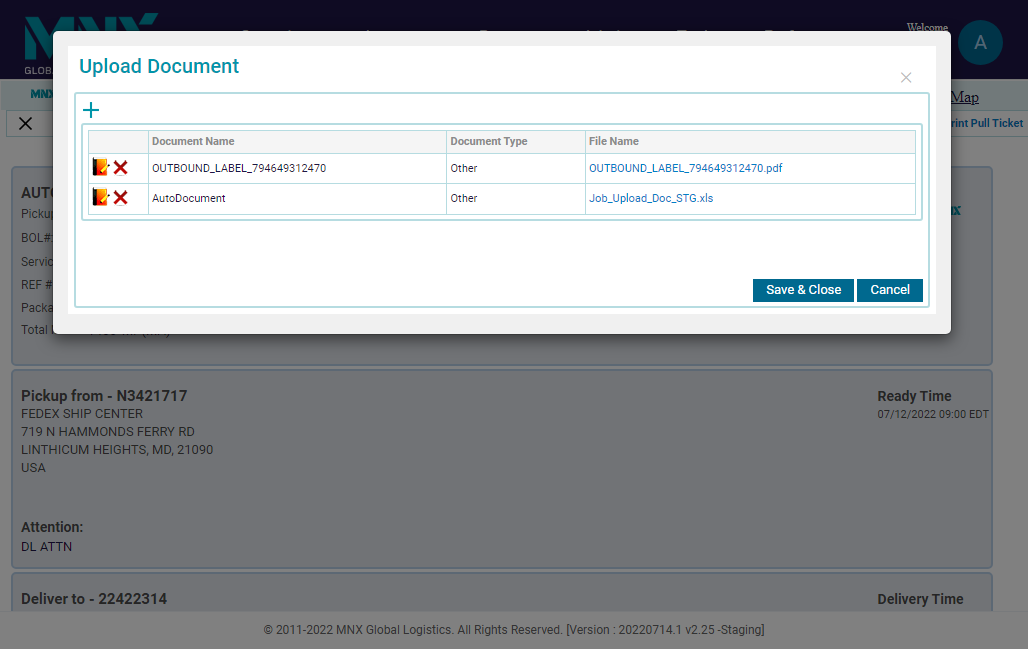 MNX
GLOBA
Welcome
A
MNX
Map
rint Pull Ticket
Upload Document
Document Name Document Type File Name
OUTBOUND_LABEL_794649312470 Other OUTBOUND_LABEL_794649312470.pdf
AutoDocument Other Job_Upload_Doc_STG.xls
Save & Close Cancel
AUT
Pickup
BOL#:
Servic
REF #
Packa
Total
Pickup from - N3421717 Ready Time
FEDEX SHIP CENTER 07/12/2022 09:00 EDT
719 N HAMMONDS FERRY RD
LINTHICUM HEIGHTS, MD, 21090
USA
Attention:
DL ATTN
Deliver to - 22422314 Delivery Time
© 2011-2022 MNX Global Logistics. All Rights Reserved. [Version : 20220714.1 v2.25 -Staging]